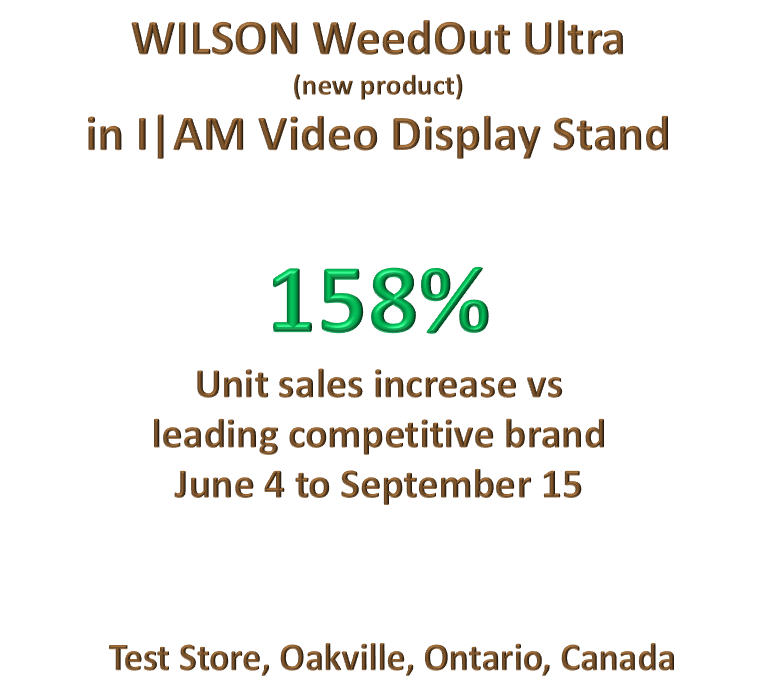 WILSON WeedOut Ultra
(new product)
in I|AM Video Display Stand
158%
Unit sales increase vs
leading competitive brand
June 4 to September 15
Test Store, Oakville, Ontario, Canada